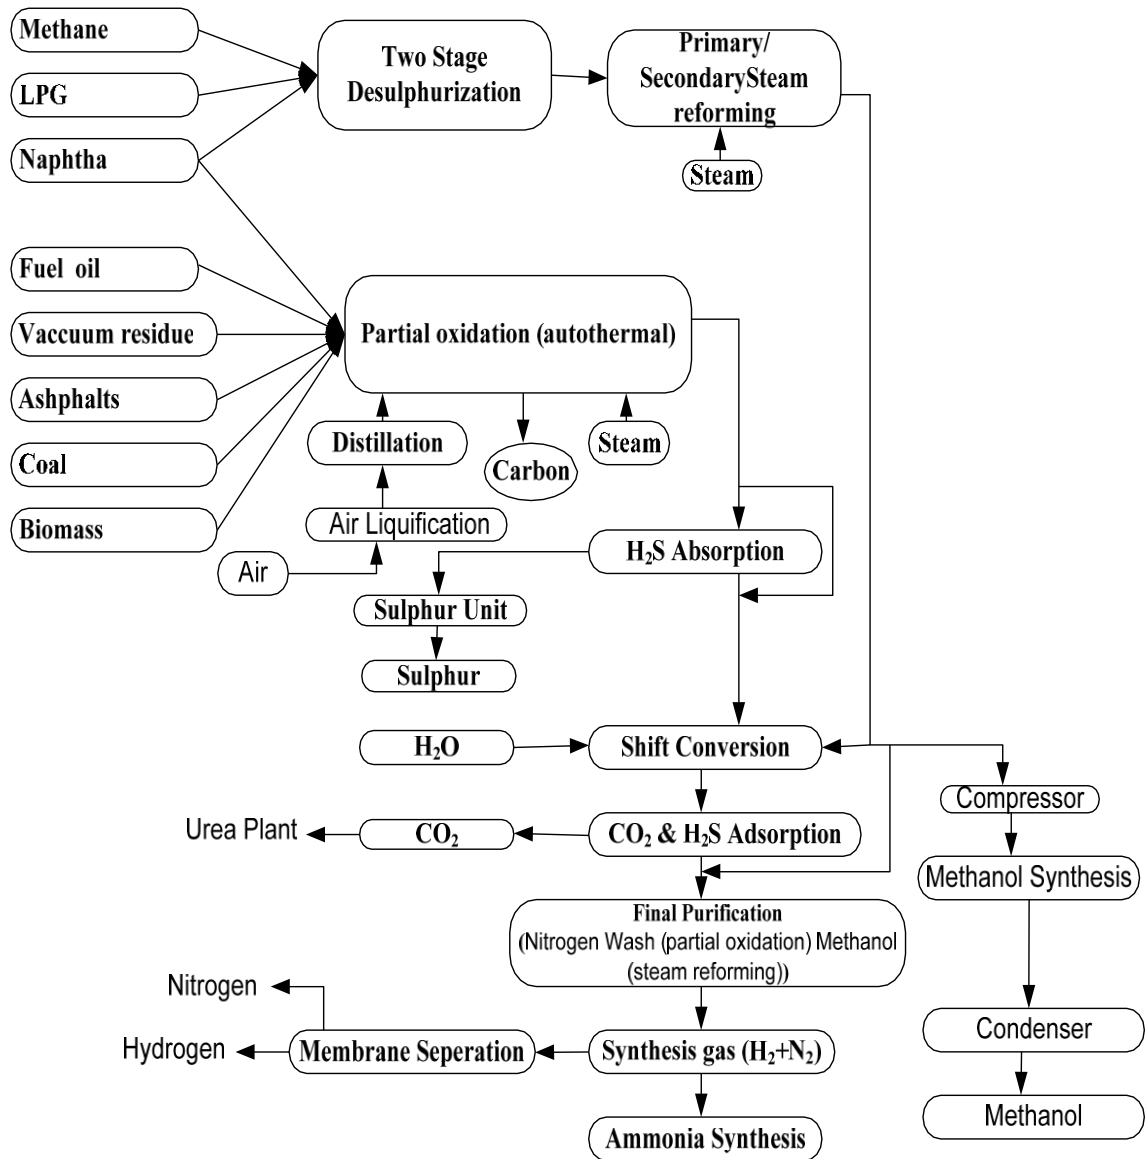 Methane
LPG
Naphtha
Two Stage
Desulphurization
Primary/
SecondarySteam
reforming
Steam
Fuel oil
Vaccuum residue
Ashphalts
Coal
Biomass
Partial oxidation (autothermal)
Distillation
Carbon
Steam
Air Liquification
Air
H₂S Absorption
Sulphur Unit
Sulphur
H₂O
Shift Conversion
Compressor
Urea Plant
CO₂
CO₂ & H₂S Adsorption
Methanol Synthesis
Final Purification
(Nitrogen Wash (partial oxidation) Methanol
(steam reforming))
Nitrogen
Hydrogen
Membrane Seperation
Synthesis gas (H₂+N₂)
Condenser
Methanol
Ammonia Synthesis